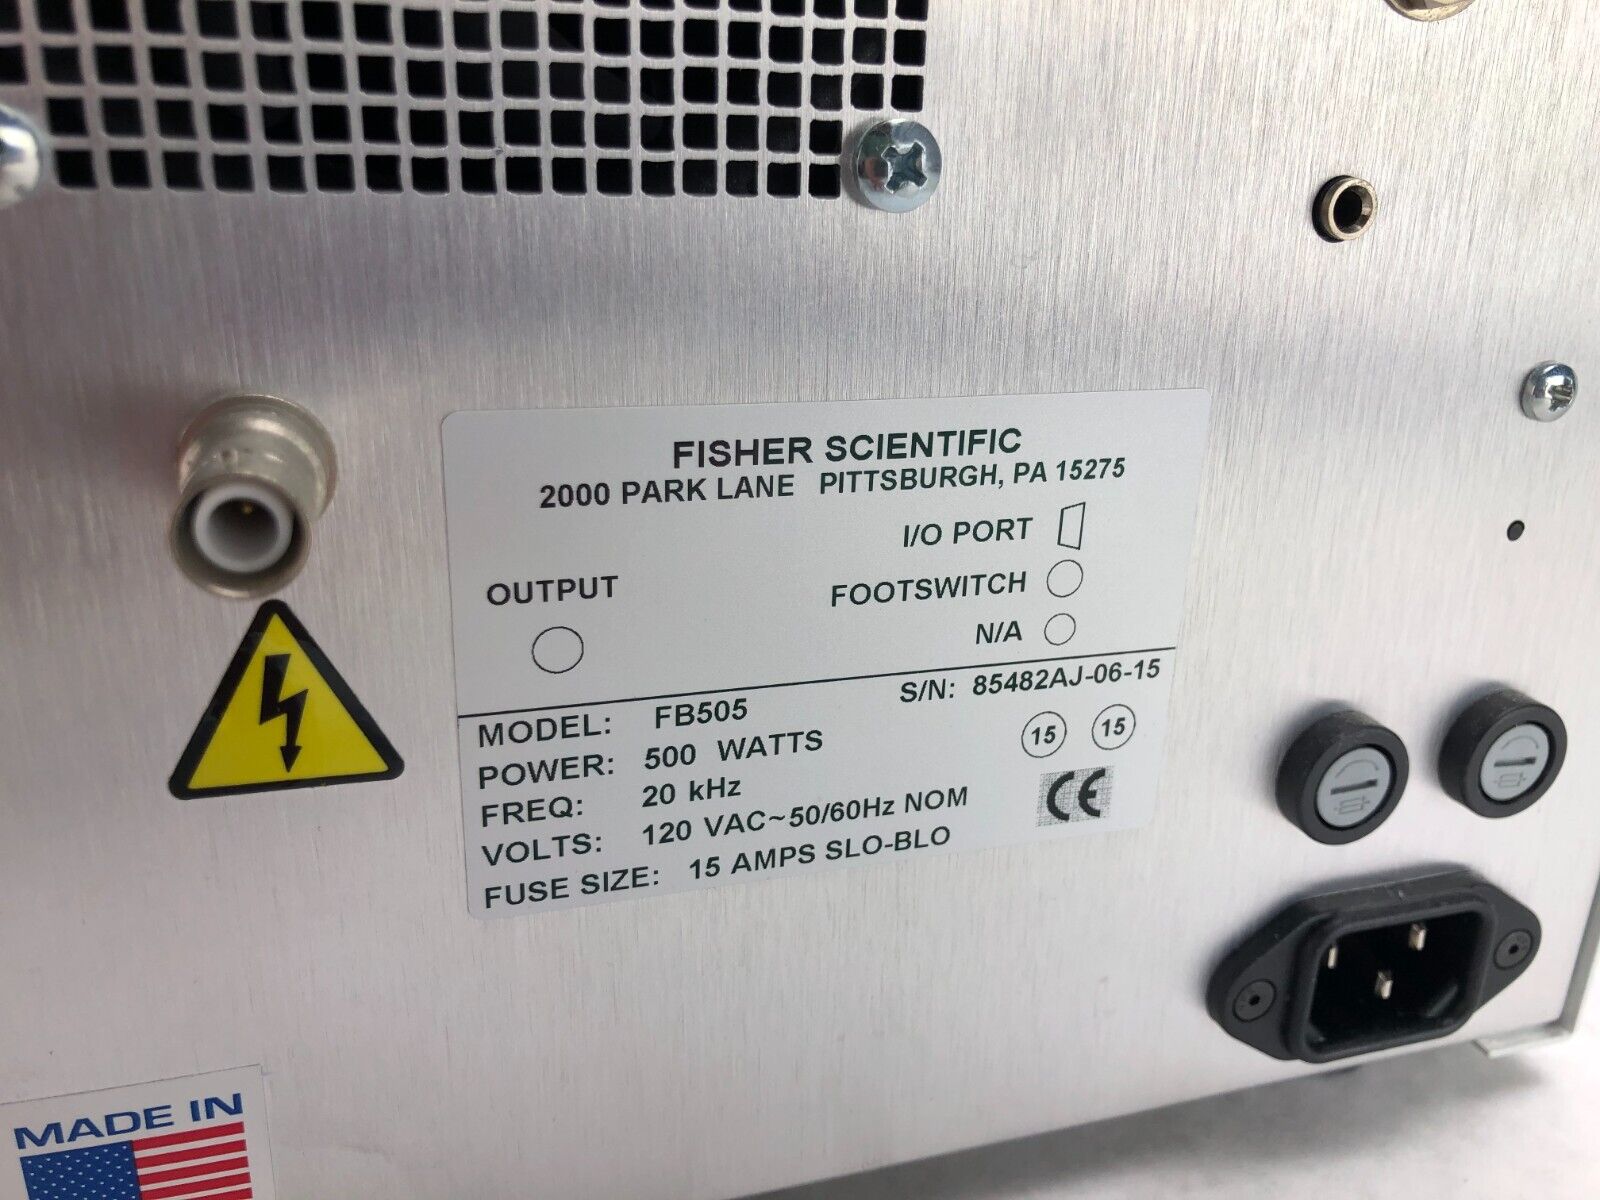 FISHER SCIENTIFIC
2000 PARK LANE PITTSBURGH, PA 15275
I/O PORT
OUTPUT
FOOTSWITCH
N/A
S/N: 85482AJ-06-15
MODEL: FB505
POWER: 500 WATTS
15 15
FREQ: 20 kHz
VOLTS: 120 VAC~50/60Hz NOM
CE
FUSE SIZE: 15 AMPS SLO-BLO
MADE IN